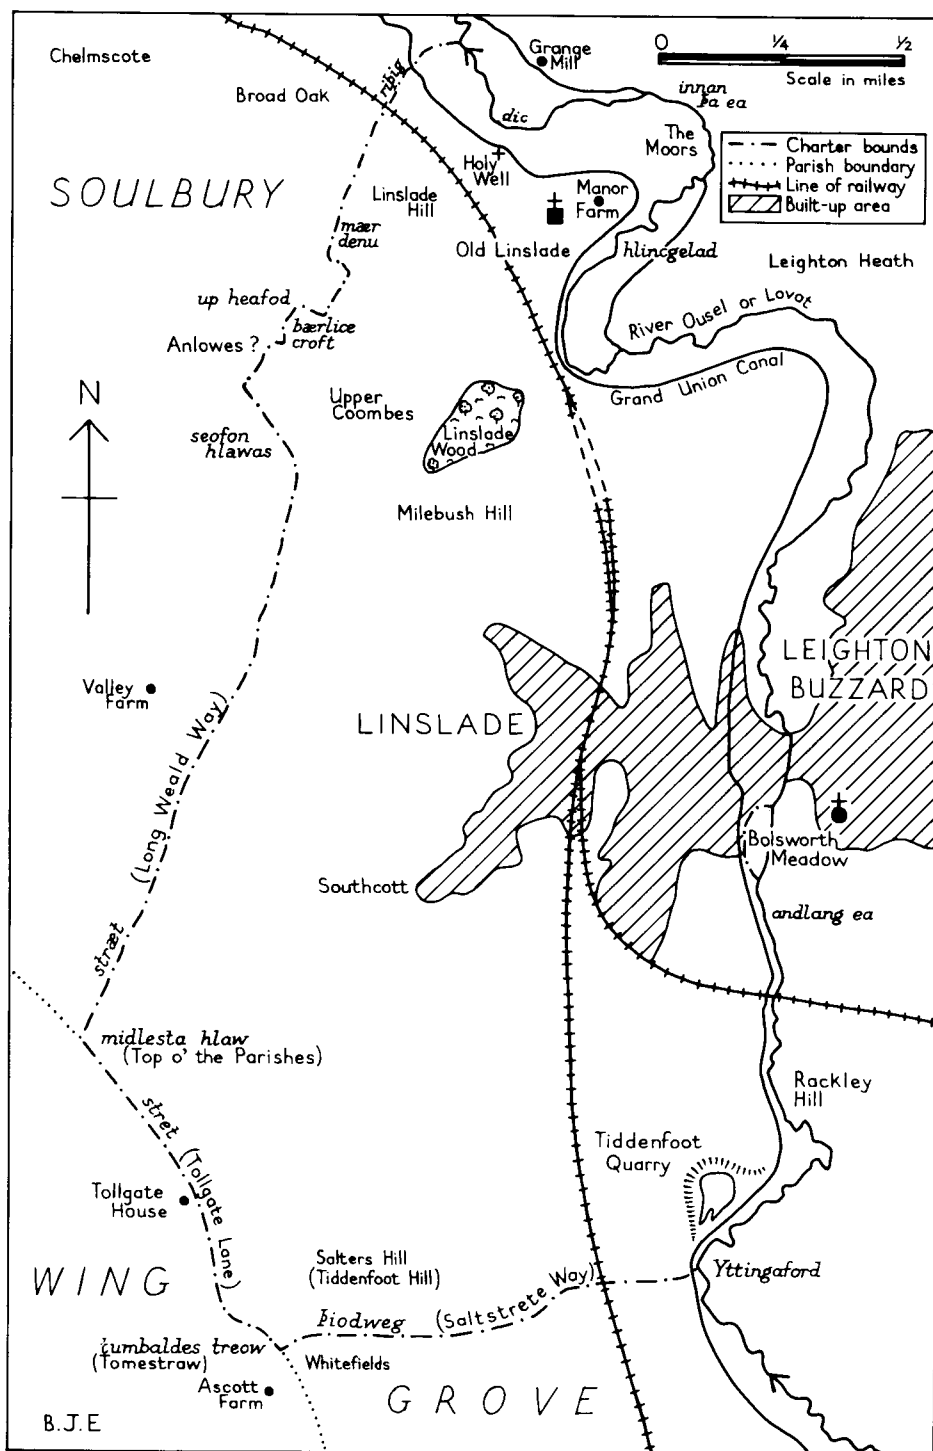 Chelmscote
Broad Oak
Grange
Mill
0 ¼ ½
Scale in miles
innan
þa ea
riþig
dic
The
Moors
Charter bounds
Parish boundary
Line of railway
Built-up area
Holy
Well
SOULBURY
Linslade
Hill
Manor
Farm
mær
denu
Old Linslade
hlincgelad
Leighton Heath
up heafod
bærlice
croft
River Ousel or Lovot
Anlowes ?
Grand Union Canal
N
Upper
Coombes
Linslade
Wood
seofon
hlawas
Milebush Hill
LEIGHTON
BUZZARD
Valley
Farm
LINSLADE
(Long Weald Way)
Bolsworth
Meadow
Southcott
andlang ea
stræt
midlesta hlaw
(Top o' the Parishes)
Rackley
Hill
stret (Tollgate Lane)
Tiddenfoot
Quarry
Tollgate
House
WING
Salters Hill
(Tiddenfoot Hill)
Yttingaford
þiodweg (Saltstrete Way)
tumbaldes treow
(Tomestraw)
Whitefields
Ascott
Farm
GROVE
B.J.E